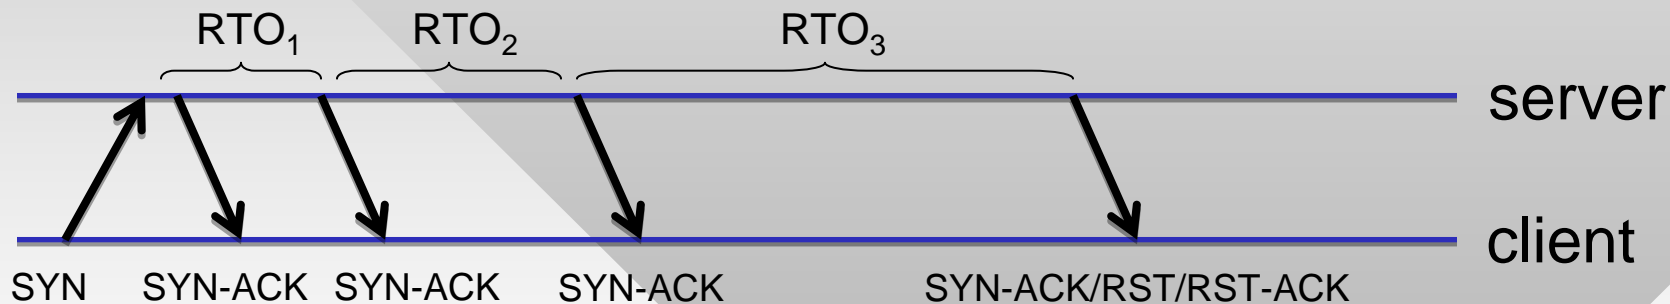 RTO₁ RTO₂ RTO₃
server
client
SYN SYN-ACK SYN-ACK SYN-ACK SYN-ACK/RST/RST-ACK